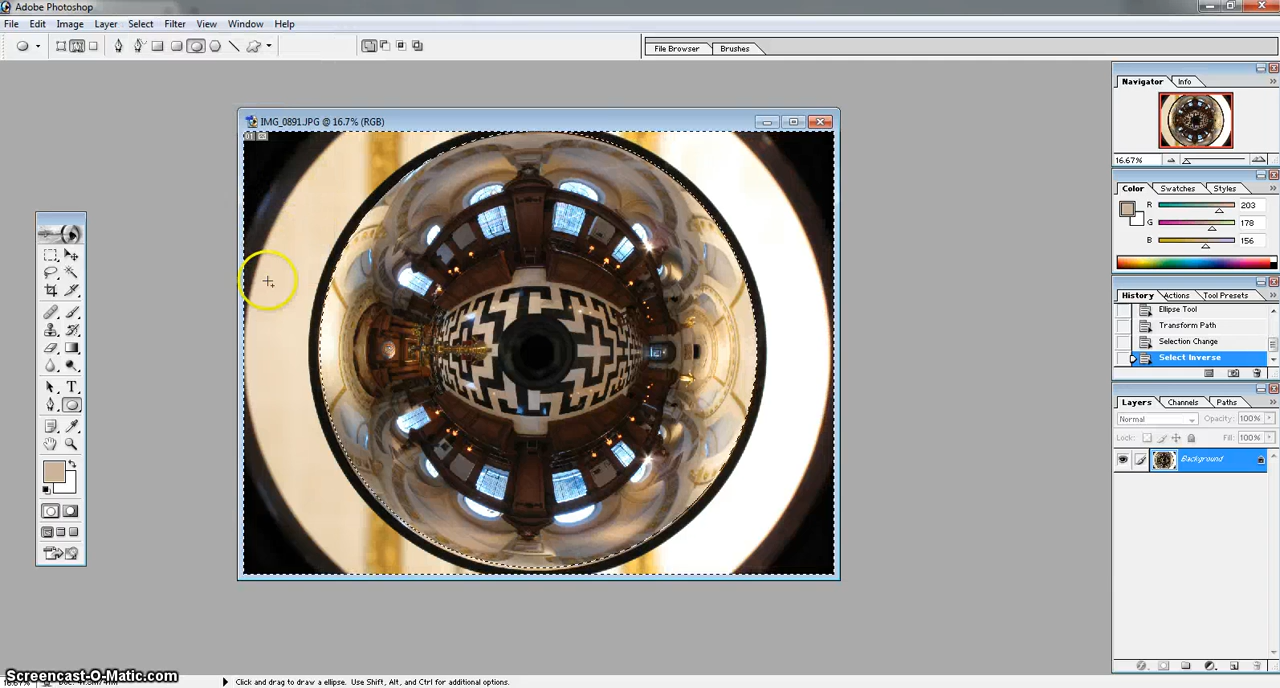 Adobe Photoshop
File Edit Image Layer Select Filter View Window Help
File Browser Brushes
IMG_0891.JPG @ 16.7% (RGB)
01
Navigator Info
16.67%
Color Swatches Styles
R 203
G 178
B 156
History Actions Tool Presets
Ellipse Tool
Transform Path
Selection Change
Select Inverse
Layers Channels Paths
Normal Opacity: 100%
Lock: Fill: 100%
Background
Screencast-O-Matic.com
Click and drag to draw a ellipse. Use Shift, Alt, and Ctrl for additional options.